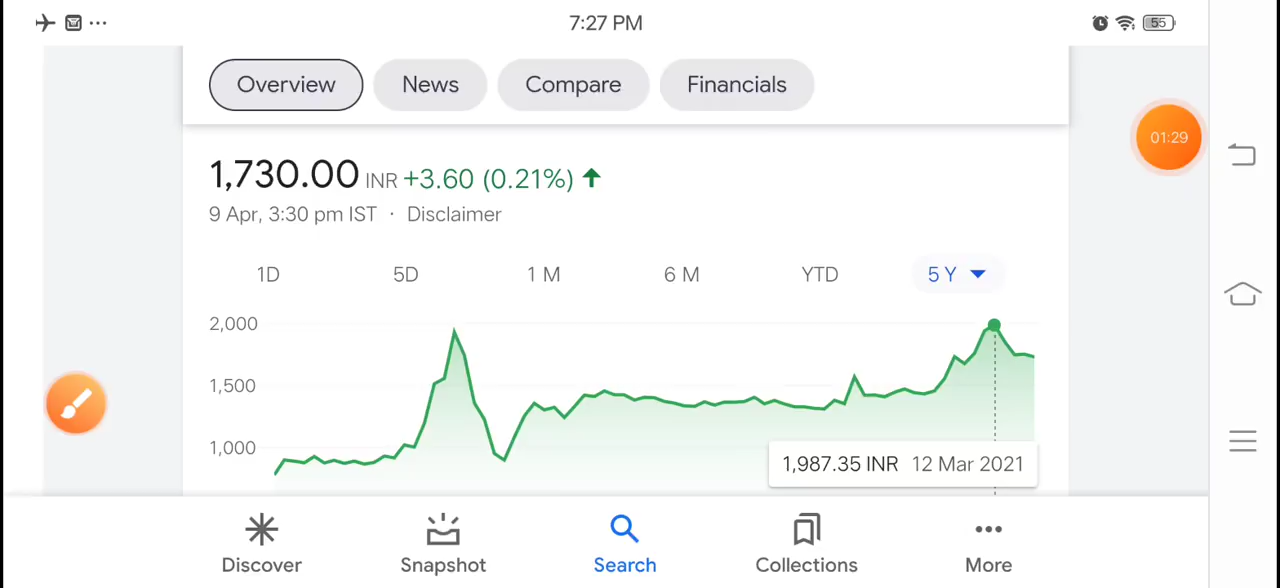 7:27 PM
55
Overview
News
Compare
Financials
01:29
1,730.00 INR +3.60 (0.21%)
9 Apr, 3:30 pm IST · Disclaimer
1D
5D
1 M
6 M
YTD
5 Y
2,000
1,500
1,000
1,987.35 INR 12 Mar 2021
Discover
Snapshot
Search
Collections
More